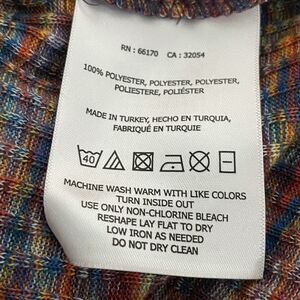 RN : 66170 CA : 32054
100% POLYESTER, POLYESTER, POLYESTER,
POLIESTERE, POLIÉSTER
MADE IN TURKEY, HECHO EN TURQUIA,
FABRIQUÉ EN TURQUIE
40
MACHINE WASH WARM WITH LIKE COLORS
TURN INSIDE OUT
USE ONLY NON-CHLORINE BLEACH
RESHAPE LAY FLAT TO DRY
LOW IRON AS NEEDED
DO NOT DRY CLEAN